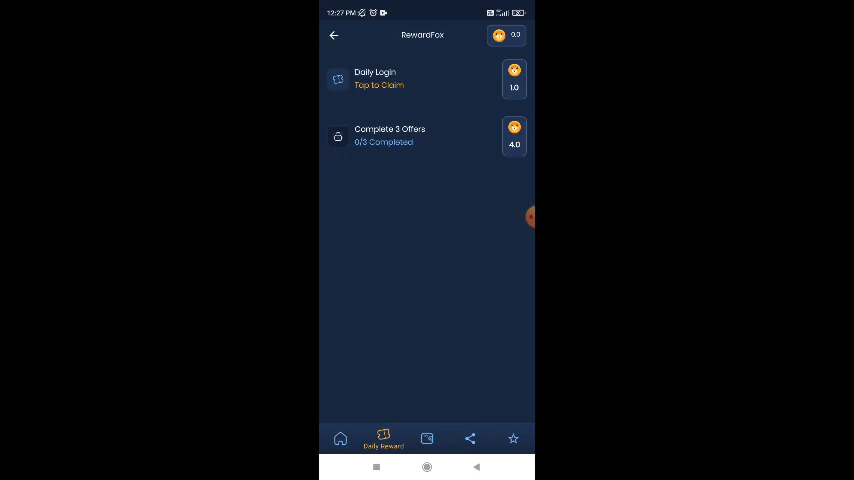 12:27 PM
RewardFox
0.0
Daily Login
Tap to Claim
1.0
Complete 3 Offers
0/3 Completed
4.0
Daily Reward